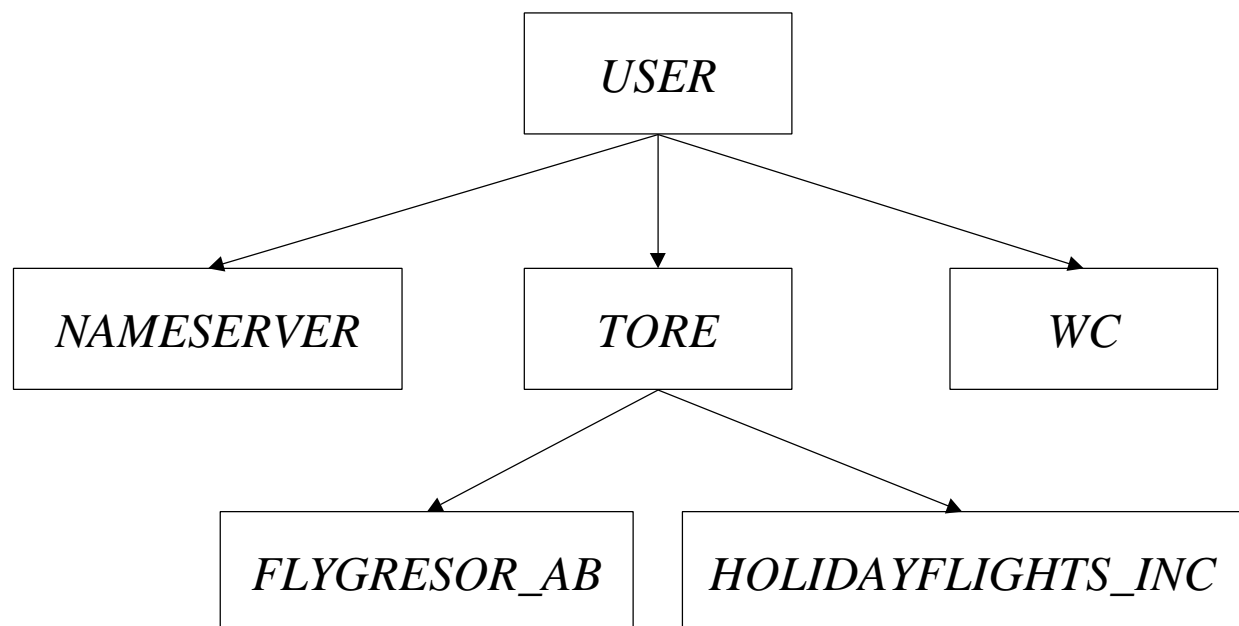 USER
NAMESERVER
TORE
WC
FLYGRESOR_AB
HOLIDAYFLIGHTS_INC